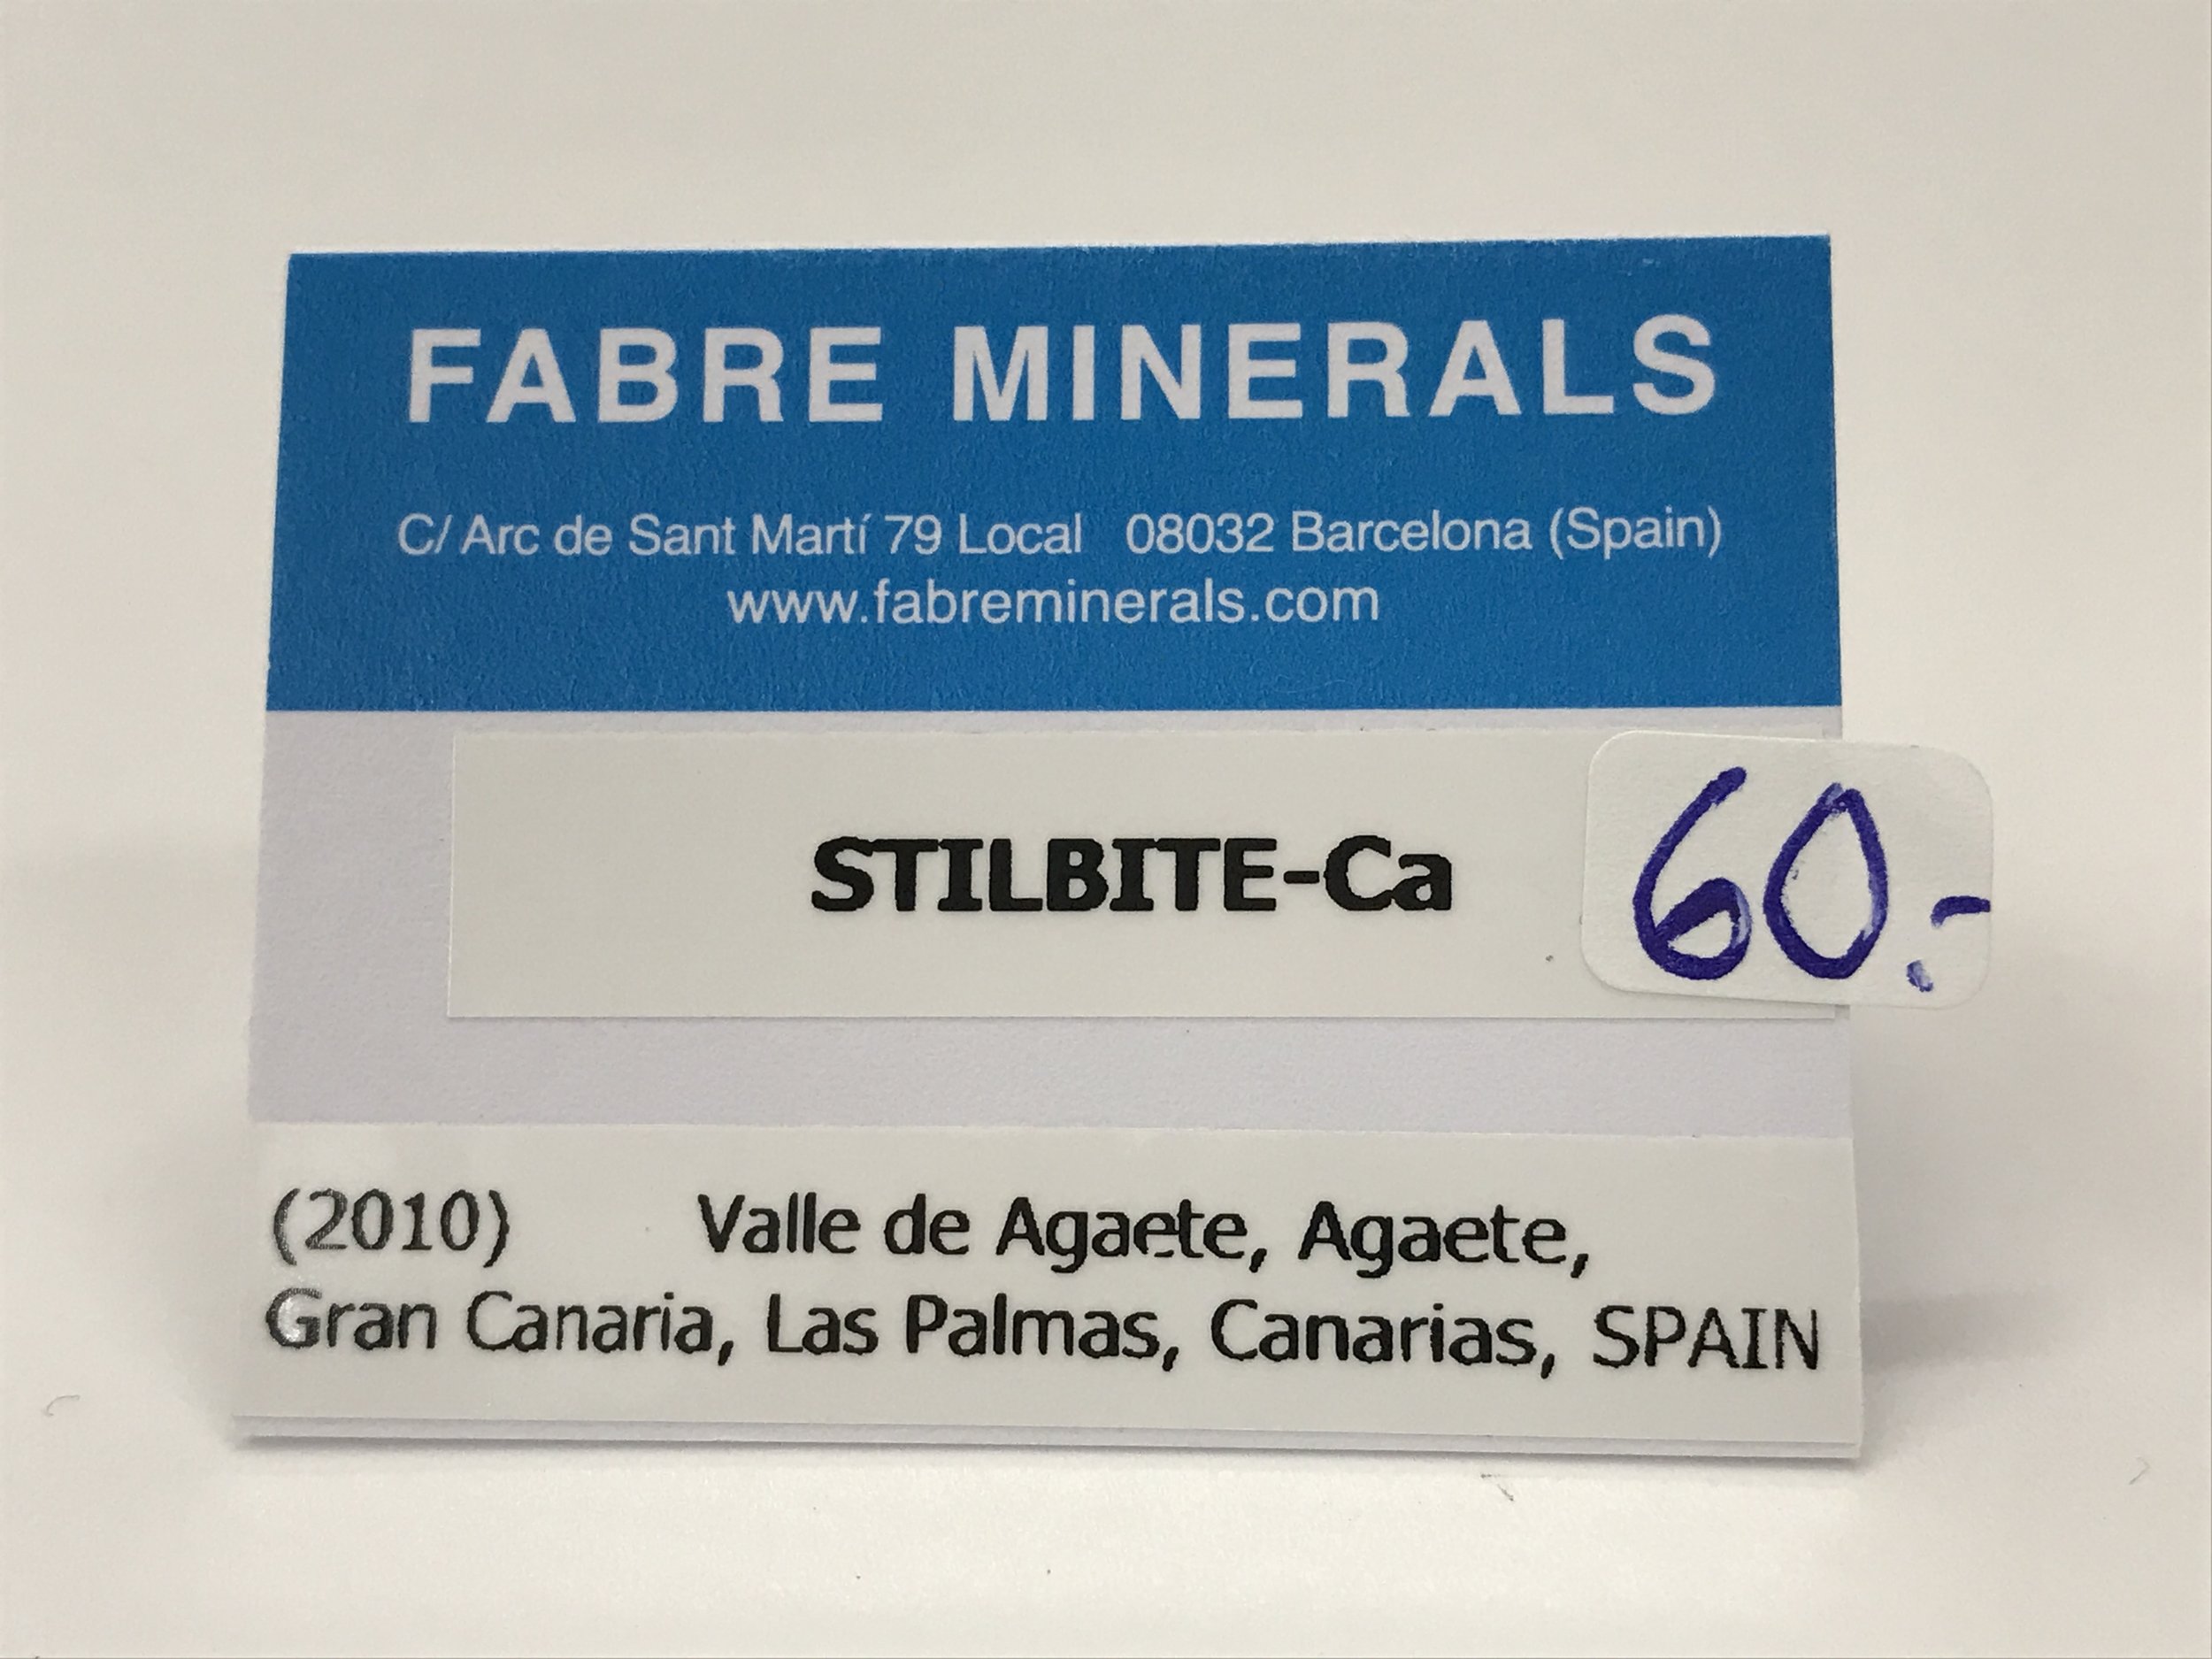 FABRE MINERALS
C/ Arc de Sant Martí 79 Local 08032 Barcelona (Spain)
www.fabreminerals.com
STILBITE-Ca
60.-
(2010) Valle de Agaete, Agaete,
Gran Canaria, Las Palmas, Canarias, SPAIN